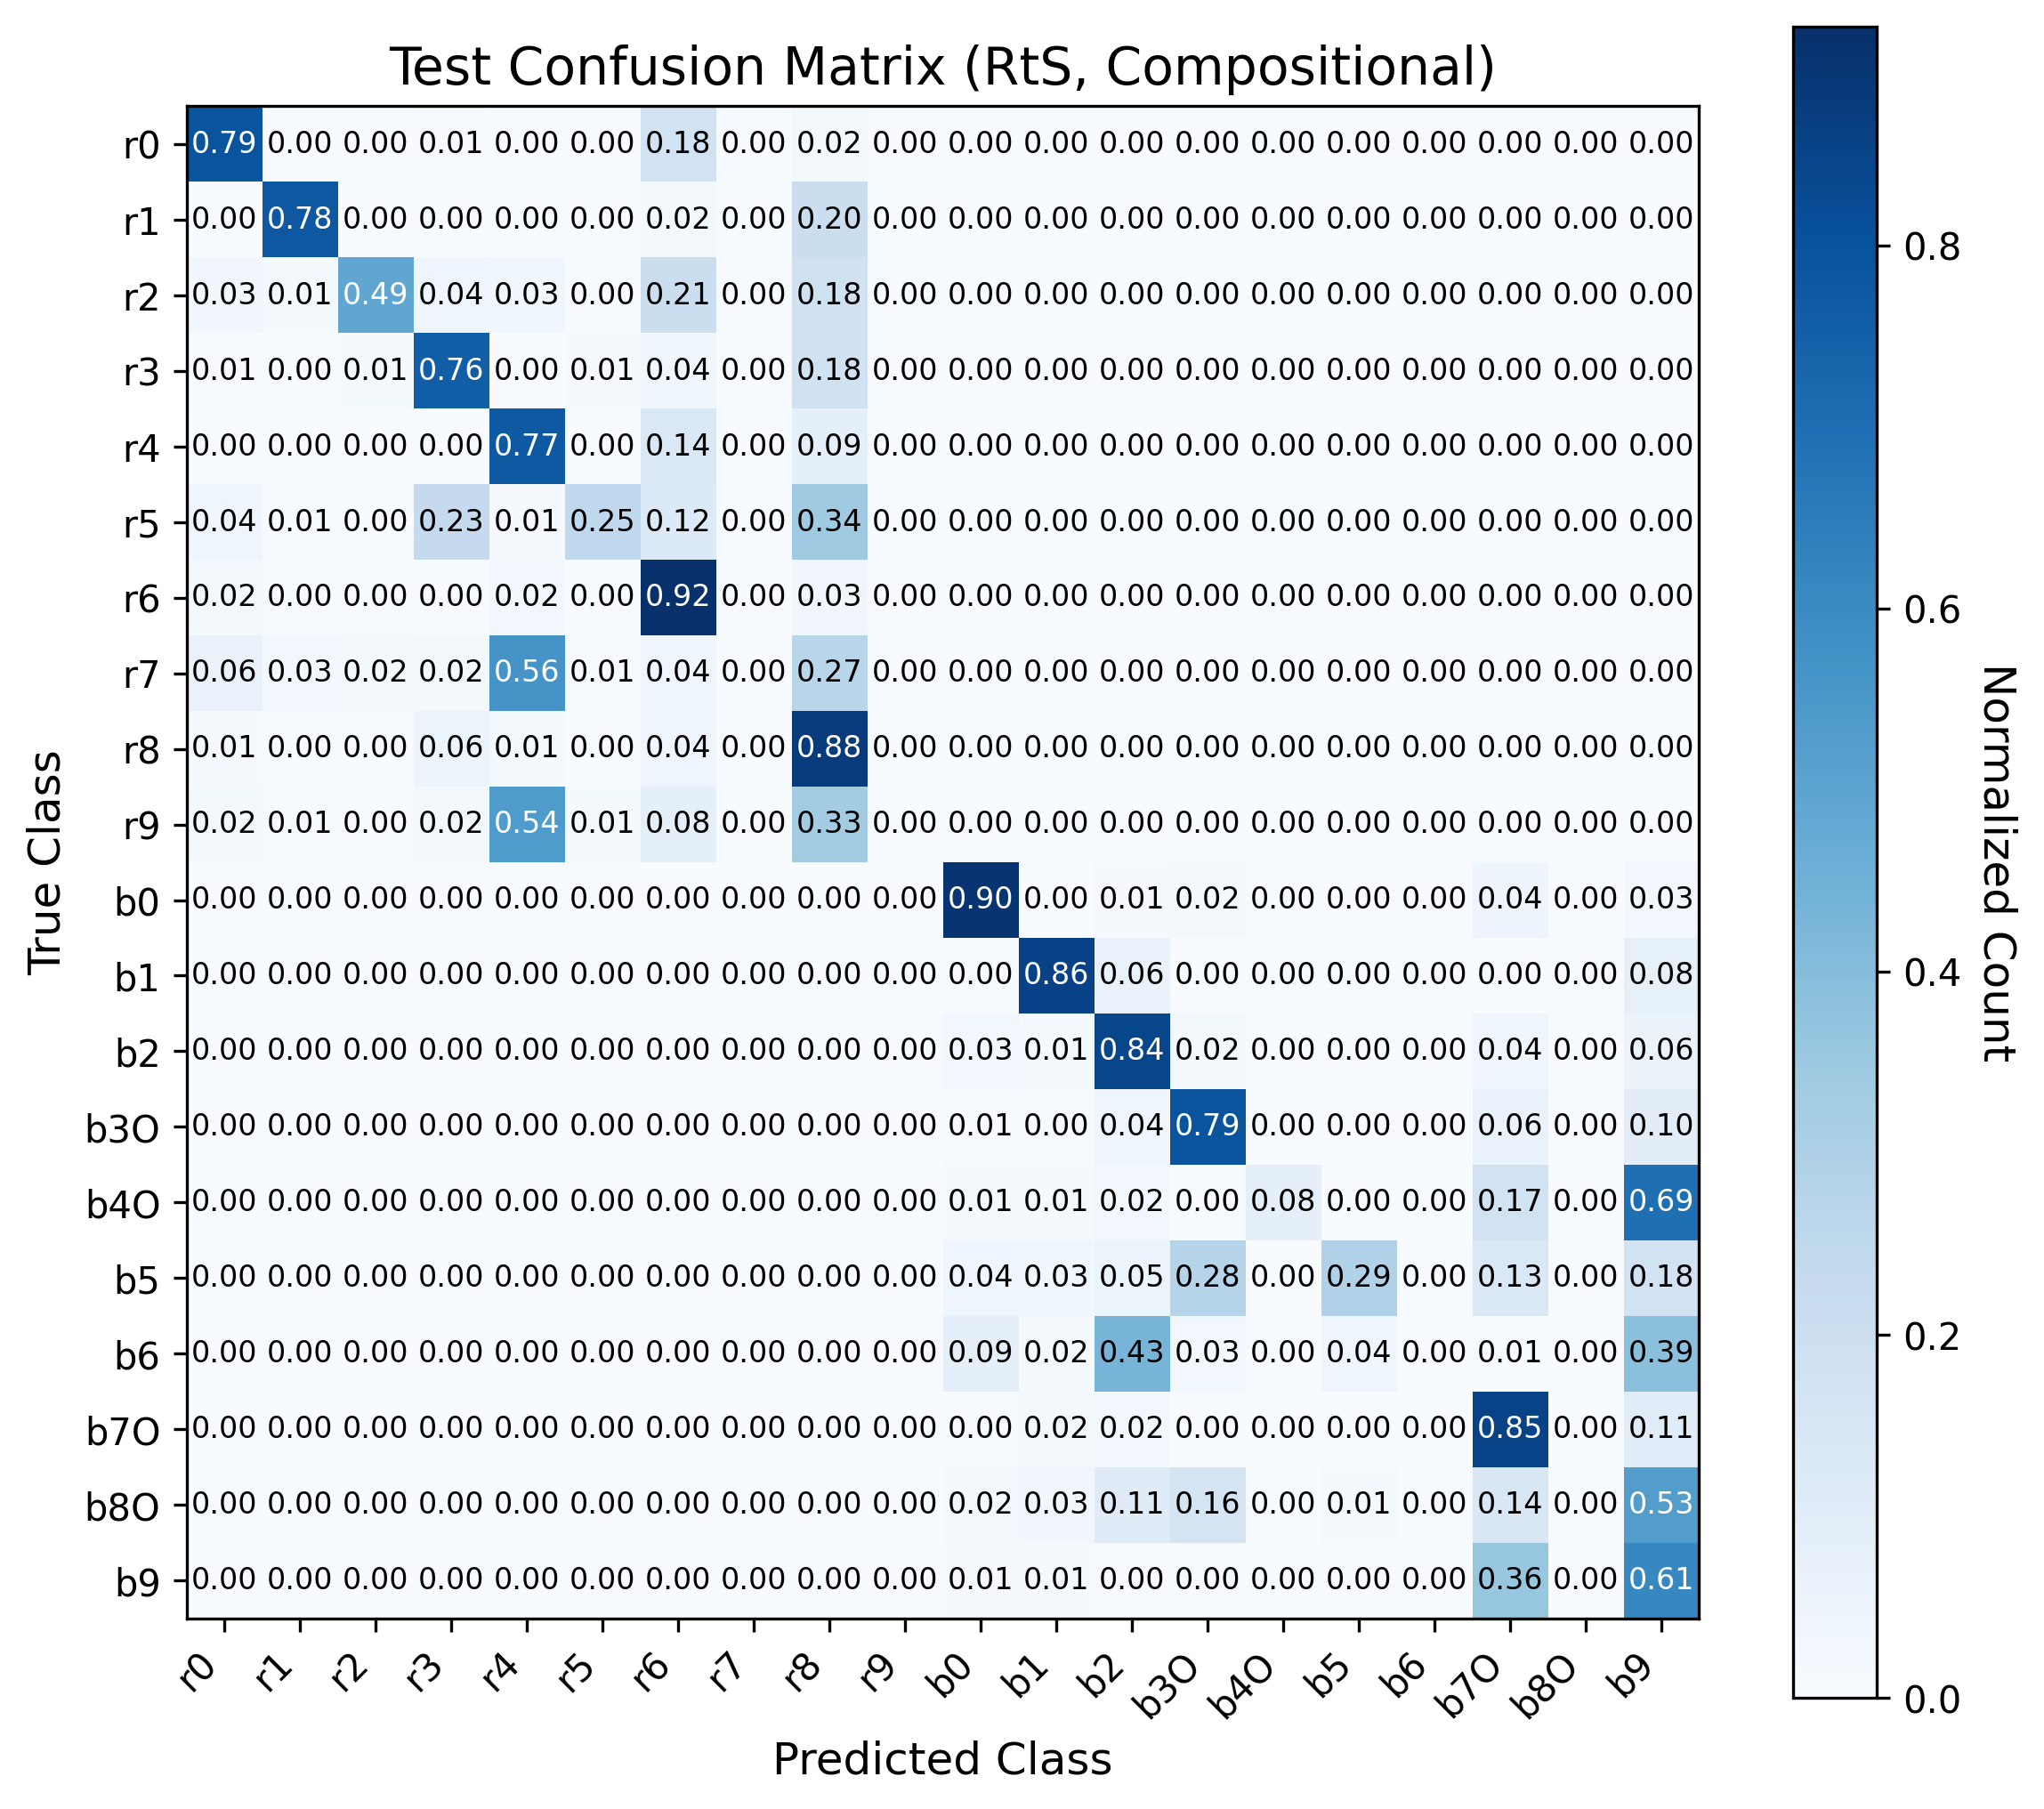 Test Confusion Matrix (RtS, Compositional)
r0 0.79 0.00 0.00 0.01 0.00 0.00 0.18 0.00 0.02 0.00 0.00 0.00 0.00 0.00 0.00 0.00 0.00 0.00 0.00 0.00
r1 0.00 0.78 0.00 0.00 0.00 0.00 0.02 0.00 0.20 0.00 0.00 0.00 0.00 0.00 0.00 0.00 0.00 0.00 0.00 0.00
r2 0.03 0.01 0.49 0.04 0.03 0.00 0.21 0.00 0.18 0.00 0.00 0.00 0.00 0.00 0.00 0.00 0.00 0.00 0.00 0.00
r3 0.01 0.00 0.01 0.76 0.00 0.01 0.04 0.00 0.18 0.00 0.00 0.00 0.00 0.00 0.00 0.00 0.00 0.00 0.00 0.00
r4 0.00 0.00 0.00 0.00 0.77 0.00 0.14 0.00 0.09 0.00 0.00 0.00 0.00 0.00 0.00 0.00 0.00 0.00 0.00 0.00
r5 0.04 0.01 0.00 0.23 0.01 0.25 0.12 0.00 0.34 0.00 0.00 0.00 0.00 0.00 0.00 0.00 0.00 0.00 0.00 0.00
r6 0.02 0.00 0.00 0.00 0.02 0.00 0.92 0.00 0.03 0.00 0.00 0.00 0.00 0.00 0.00 0.00 0.00 0.00 0.00 0.00
r7 0.06 0.03 0.02 0.02 0.56 0.01 0.04 0.00 0.27 0.00 0.00 0.00 0.00 0.00 0.00 0.00 0.00 0.00 0.00 0.00
r8 0.01 0.00 0.00 0.06 0.01 0.00 0.04 0.00 0.88 0.00 0.00 0.00 0.00 0.00 0.00 0.00 0.00 0.00 0.00 0.00
r9 0.02 0.01 0.00 0.02 0.54 0.01 0.08 0.00 0.33 0.00 0.00 0.00 0.00 0.00 0.00 0.00 0.00 0.00 0.00 0.00
b0 0.00 0.00 0.00 0.00 0.00 0.00 0.00 0.00 0.00 0.00 0.90 0.00 0.01 0.02 0.00 0.00 0.00 0.04 0.00 0.03
b1 0.00 0.00 0.00 0.00 0.00 0.00 0.00 0.00 0.00 0.00 0.00 0.86 0.06 0.00 0.00 0.00 0.00 0.00 0.00 0.08
b2 0.00 0.00 0.00 0.00 0.00 0.00 0.00 0.00 0.00 0.00 0.03 0.01 0.84 0.02 0.00 0.00 0.00 0.04 0.00 0.06
b3O 0.00 0.00 0.00 0.00 0.00 0.00 0.00 0.00 0.00 0.00 0.01 0.00 0.04 0.79 0.00 0.00 0.00 0.06 0.00 0.10
b4O 0.00 0.00 0.00 0.00 0.00 0.00 0.00 0.00 0.00 0.00 0.01 0.01 0.02 0.00 0.08 0.00 0.00 0.17 0.00 0.69
b5 0.00 0.00 0.00 0.00 0.00 0.00 0.00 0.00 0.00 0.00 0.04 0.03 0.05 0.28 0.00 0.29 0.00 0.13 0.00 0.18
b6 0.00 0.00 0.00 0.00 0.00 0.00 0.00 0.00 0.00 0.00 0.09 0.02 0.43 0.03 0.00 0.04 0.00 0.01 0.00 0.39
b7O 0.00 0.00 0.00 0.00 0.00 0.00 0.00 0.00 0.00 0.00 0.00 0.02 0.02 0.00 0.00 0.00 0.00 0.85 0.00 0.11
b8O 0.00 0.00 0.00 0.00 0.00 0.00 0.00 0.00 0.00 0.00 0.02 0.03 0.11 0.16 0.00 0.01 0.00 0.14 0.00 0.53
b9 0.00 0.00 0.00 0.00 0.00 0.00 0.00 0.00 0.00 0.00 0.01 0.01 0.00 0.00 0.00 0.00 0.00 0.36 0.00 0.61
r0 r1 r2 r3 r4 r5 r6 r7 r8 r9 b0 b1 b2 b3O b4O b5 b6 b7O b8O b9
Predicted Class
True Class
0.8
0.6
0.4
0.2
0.0
Normalized Count